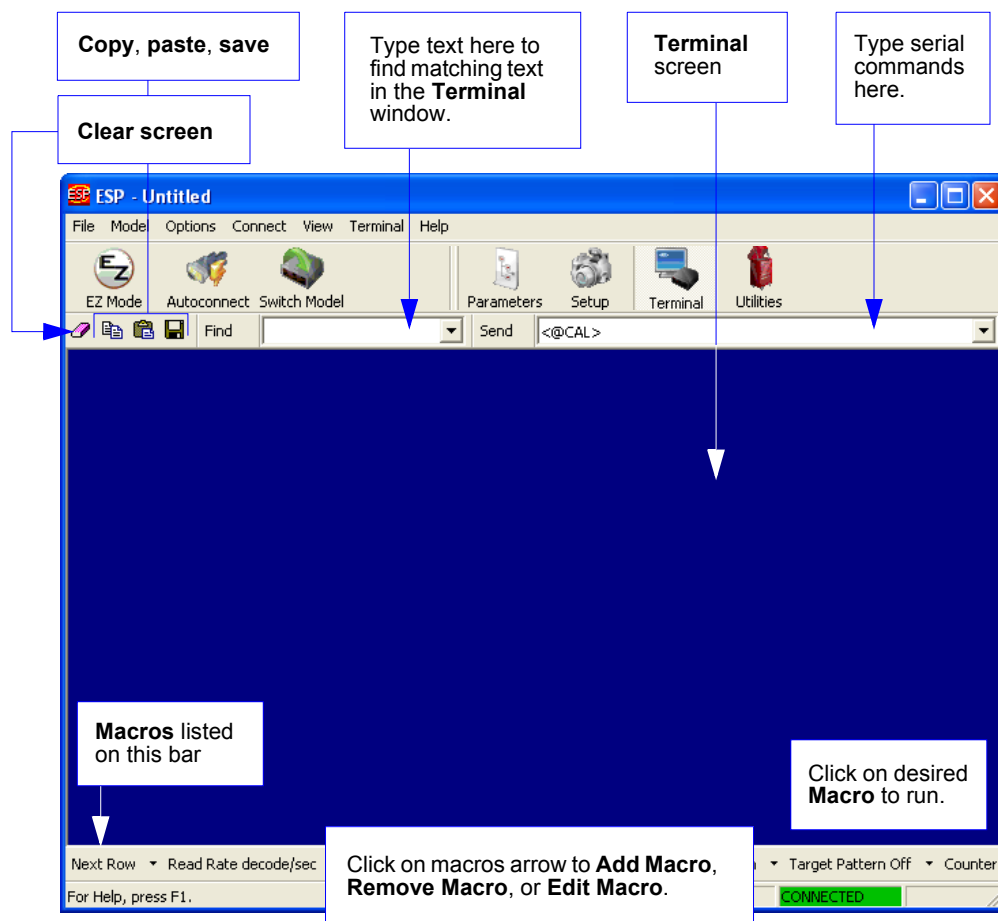 Copy, paste, save
Type text here to
find matching text
in the Terminal
window.
Terminal
screen
Type serial
commands
here.
Clear screen
ESP - Untitled
File Model Options Connect View Terminal Help
EZ
EZ Mode Autoconnect Switch Model Parameters Setup Terminal Utilities
Find Send <@CAL>
Macros listed
on this bar
Click on desired
Macro to run.
Next Row Read Rate decode/sec Target Pattern Off Counter
Click on macros arrow to Add Macro,
Remove Macro, or Edit Macro.
For Help, press F1. CONNECTED